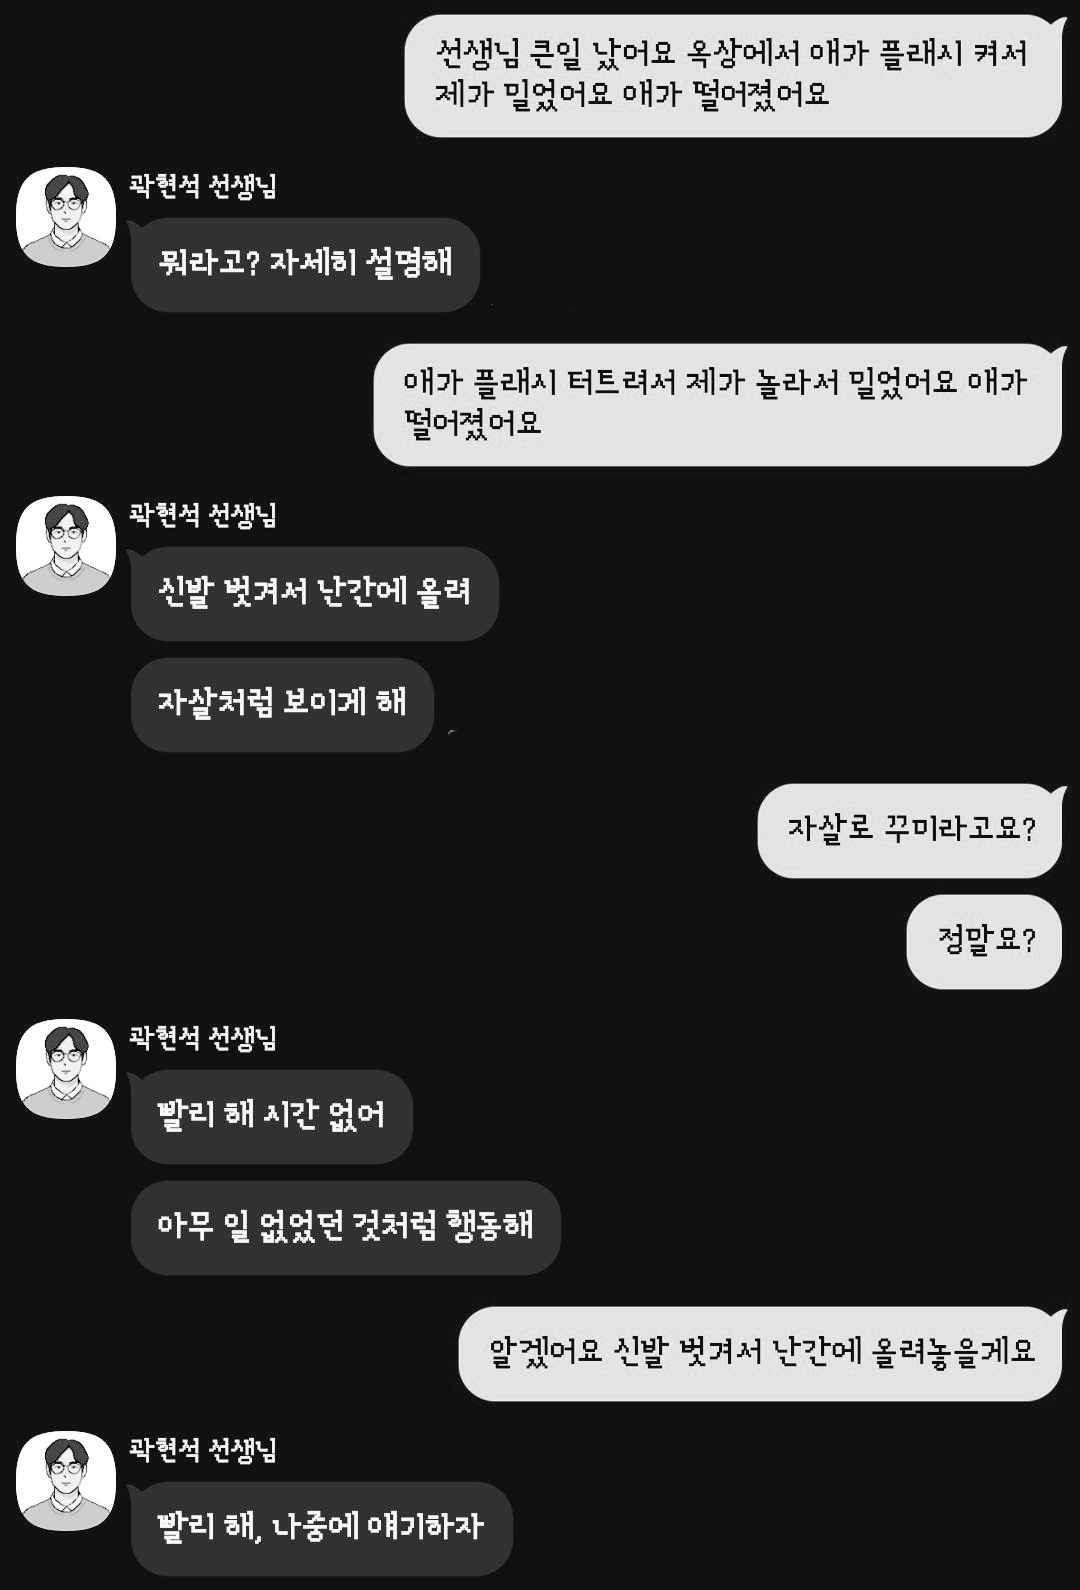 선생님 큰일 났어요 옥상에서 애가 플래시 켜서
제가 밀었어요 애가 떨어졌어요
곽현석 선생님
뭐라고? 자세히 설명해
애가 플래시 터트려서 제가 놀라서 밀었어요 애가
떨어졌어요
곽현석 선생님
신발 벗겨서 난간에 올려
자살처럼 보이게 해
자살로 꾸미라고요?
정말요?
곽현석 선생님
빨리 해 시간 없어
아무 일 없었던 것처럼 행동해
알겠어요 신발 벗겨서 난간에 올려놓을게요
곽현석 선생님
빨리 해, 나중에 얘기하자